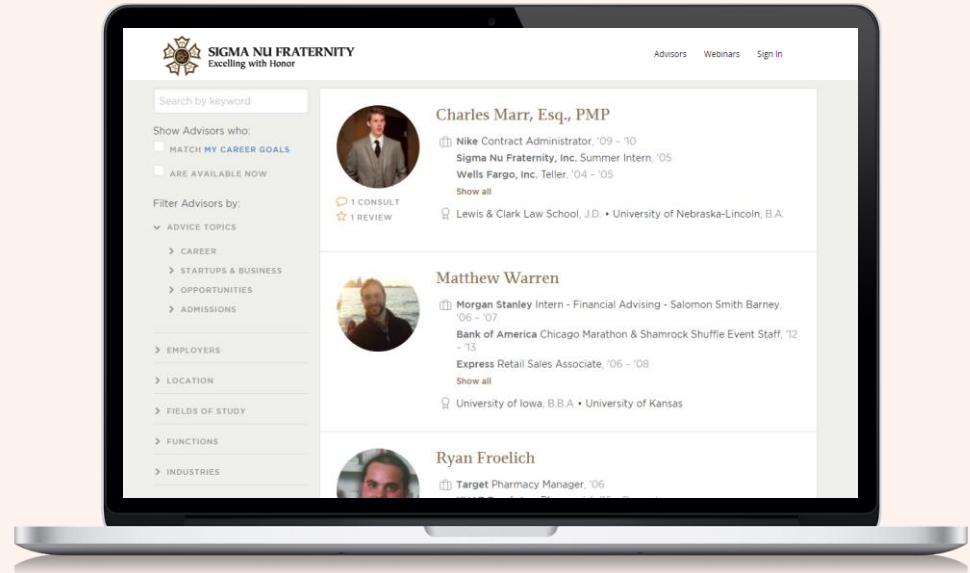 SIGMA NU FRATERNITY
Excelling with Honor
Advisors Webinars Sign In
Search by keyword
Show Advisors who:
MATCH MY CAREER GOALS
ARE AVAILABLE NOW
Filter Advisors by:
ADVICE TOPICS
CAREER
STARTUPS & BUSINESS
OPPORTUNITIES
ADMISSIONS
EMPLOYERS
LOCATION
FIELDS OF STUDY
FUNCTIONS
INDUSTRIES
1 CONSULT
1 REVIEW
Charles Marr, Esq., PMP
Nike Contract Administrator, '09 – '10
Sigma Nu Fraternity, Inc. Summer Intern, '05
Wells Fargo, Inc. Teller, '04 – '05
Show all
Lewis & Clark Law School, J.D. • University of Nebraska-Lincoln, B.A.
Matthew Warren
Morgan Stanley Intern - Financial Advising - Salomon Smith Barney,
'06 – '07
Bank of America Chicago Marathon & Shamrock Shuffle Event Staff, '12
– '13
Express Retail Sales Associate, '06 – '08
Show all
University of Iowa, B.B.A • University of Kansas
Ryan Froelich
Target Pharmacy Manager, '06